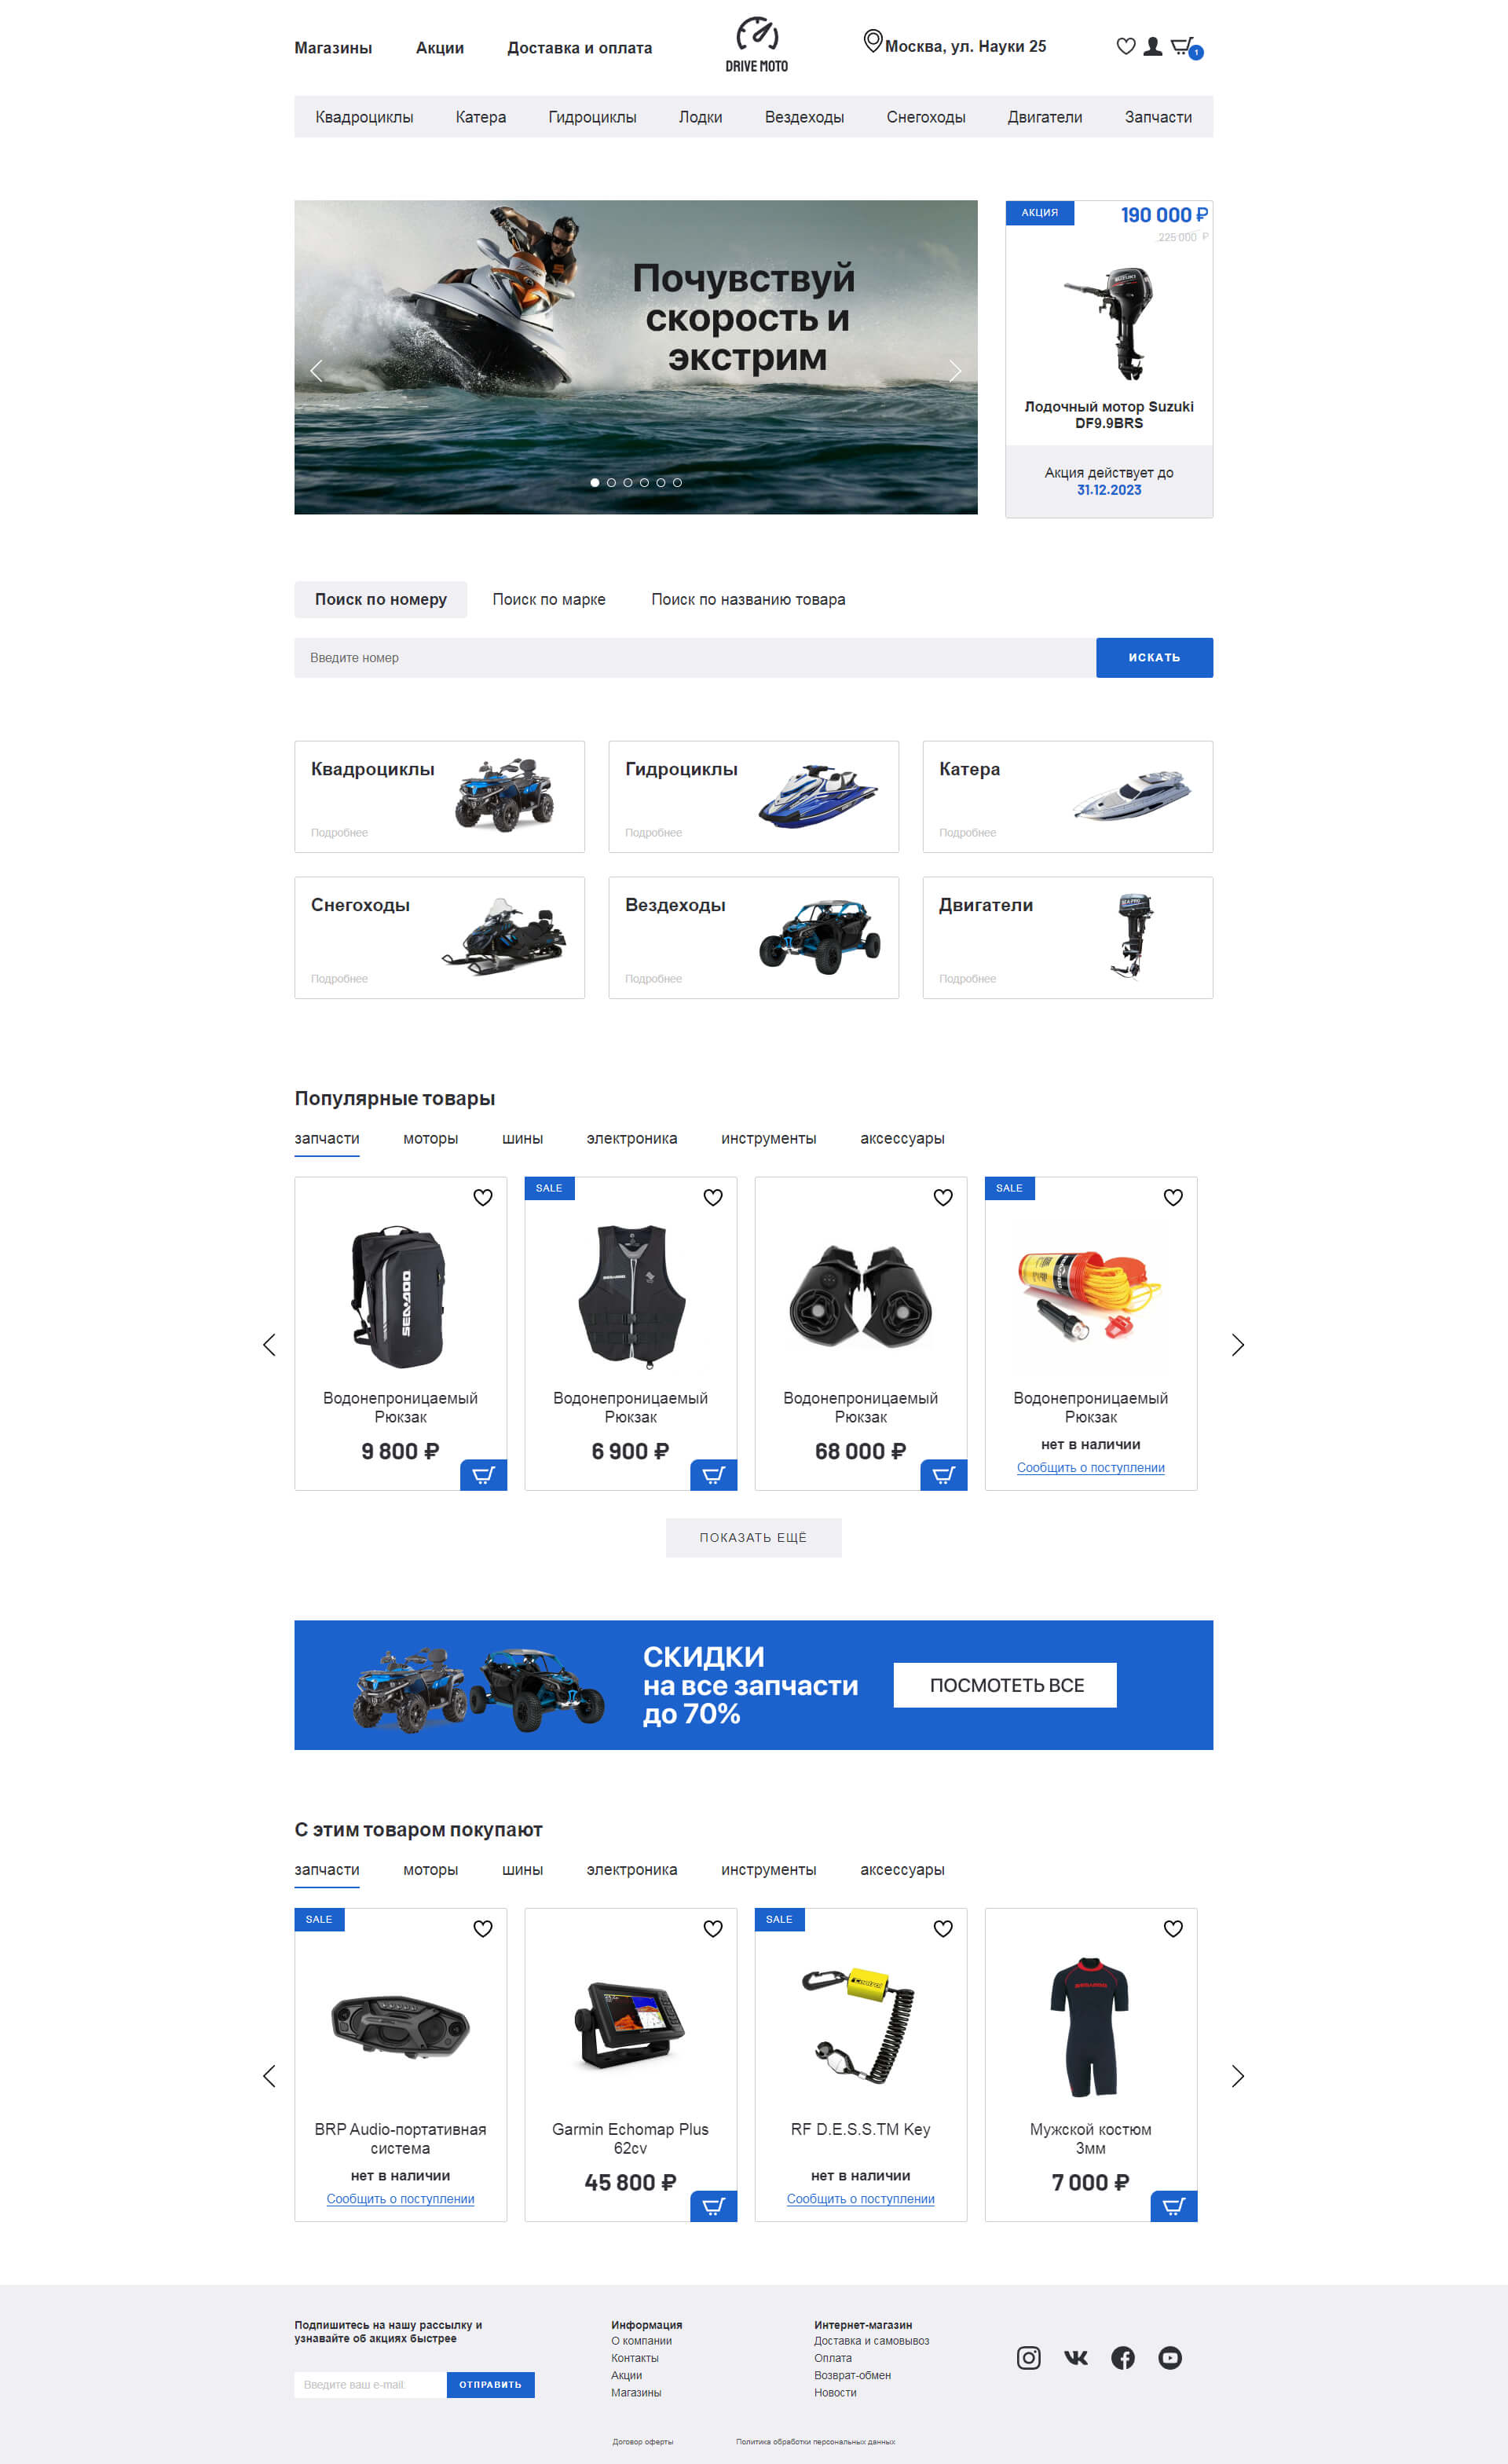 Магазины
Акции
Доставка и оплата
DRIVE MOTO
Москва, ул. Науки 25
1
Квадроциклы
Катера
Гидроциклы
Лодки
Вездеходы
Снегоходы
Двигатели
Запчасти
Почувствуй
скорость и
экстрим
АКЦИЯ
190 000 ₽
225 000 ₽
SUZUKI
Лодочный мотор Suzuki
DF9.9BRS
Акция действует до
31.12.2023
Поиск по номеру
Поиск по марке
Поиск по названию товара
Введите номер
ИСКАТЬ
Квадроциклы
Подробнее
Гидроциклы
Подробнее
Катера
Подробнее
Снегоходы
Подробнее
Вездеходы
Подробнее
Двигатели
SEA-PRO
Подробнее
Популярные товары
запчасти
моторы
шины
электроника
инструменты
аксессуары
SEA-DOO
Водонепроницаемый
Рюкзак
9 800 ₽
SALE
Водонепроницаемый
Рюкзак
6 900 ₽
Водонепроницаемый
Рюкзак
68 000 ₽
SALE
Водонепроницаемый
Рюкзак
нет в наличии
Сообщить о поступлении
ПОКАЗАТЬ ЕЩЁ
СКИДКИ
на все запчасти
до 70%
ПОСМОТЕТЬ ВСЕ
С этим товаром покупают
запчасти
моторы
шины
электроника
инструменты
аксессуары
SALE
BRP Audio-портативная
система
нет в наличии
Сообщить о поступлении
Garmin Echomap Plus
62cv
45 800 ₽
SALE
RF D.E.S.S.TM Key
нет в наличии
Сообщить о поступлении
Мужской костюм
3мм
7 000 ₽
Подпишитесь на нашу рассылку и
узнавайте об акциях быстрее
Введите ваш e-mail
ОТПРАВИТЬ
Информация
О компании
Контакты
Акции
Магазины
Интернет-магазин
Доставка и самовывоз
Оплата
Возврат-обмен
Новости
Договор оферты
Политика обработки персональных данных